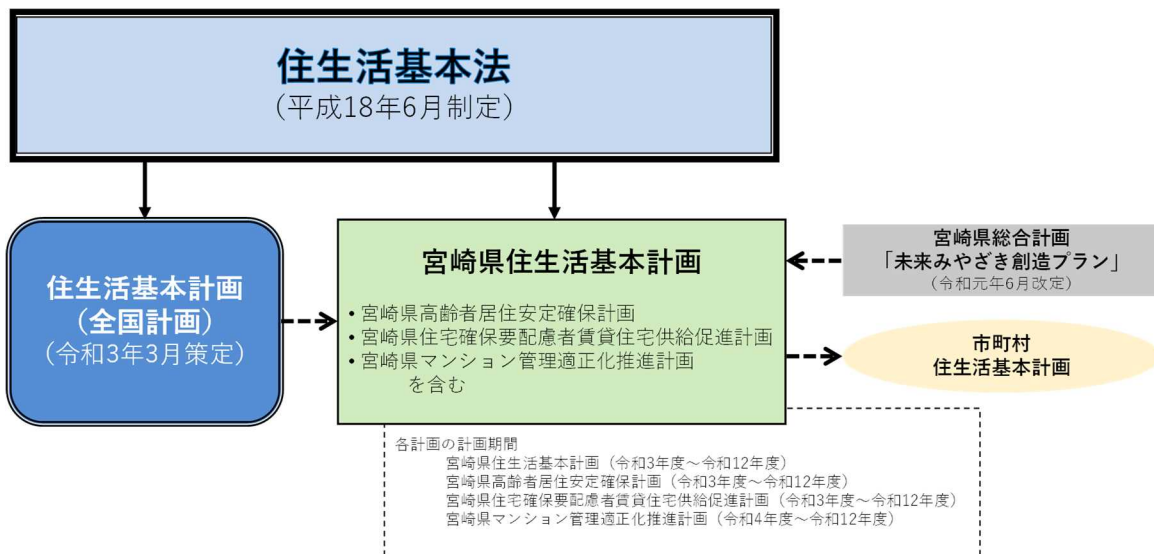 住生活基本法
（平成18年6月制定）
住生活基本計画
（全国計画）
（令和3年3月策定）
宮崎県住生活基本計画
• 宮崎県高齢者居住安定確保計画
• 宮崎県住宅確保要配慮者賃貸住宅供給促進計画
• 宮崎県マンション管理適正化推進計画
を含む
宮崎県総合計画
「未来みやざき創造プラン」
（令和元年6月改定）
市町村
住生活基本計画
各計画の計画期間
宮崎県住生活基本計画（令和3年度～令和12年度）
宮崎県高齢者居住安定確保計画（令和3年度～令和12年度）
宮崎県住宅確保要配慮者賃貸住宅供給促進計画（令和3年度～令和12年度）
宮崎県マンション管理適正化推進計画（令和4年度～令和12年度）